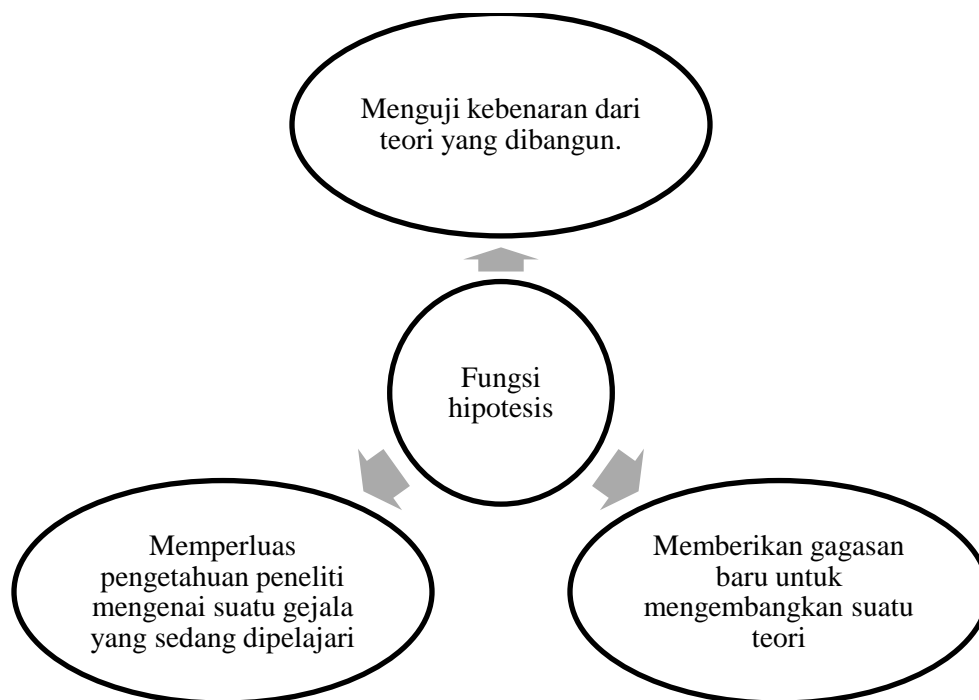 Menguji kebenaran dari
teori yang dibangun.
Fungsi
hipotesis
Memperluas
pengetahuan peneliti
mengenai suatu gejala
yang sedang dipelajari
Memberikan gagasan
baru untuk
mengembangkan suatu
teori